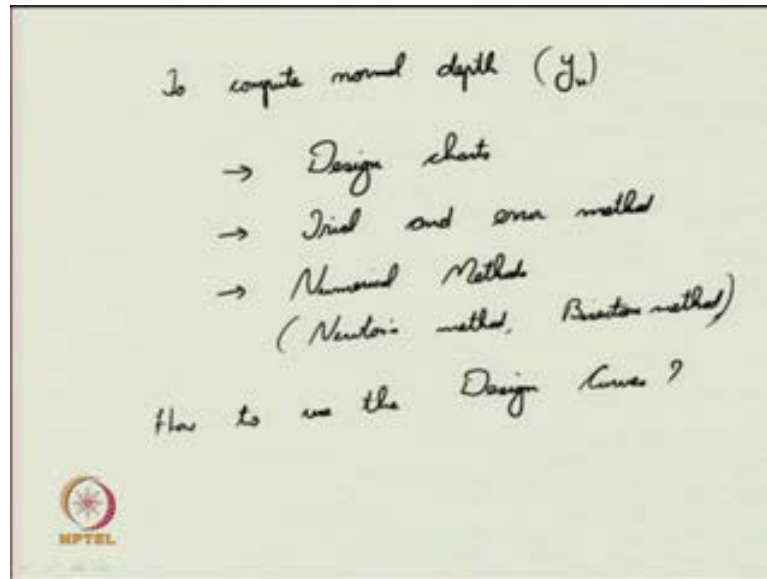 To compute normal depth (yₙ)
→ Design charts
→ Trial and error method
→ Numerical Methods
(Newton's method, Bisection method)
How to use the Design Curves ?
NPTEL